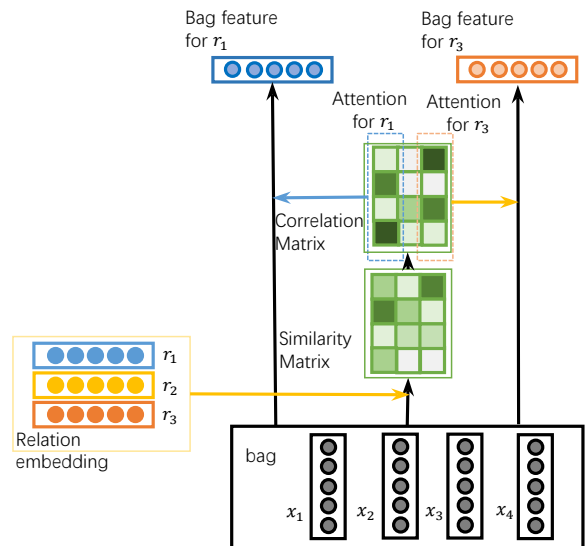 Bag feature
for r₁
Bag feature
for r₃
Attention
for r₁
Attention
for r₃
Correlation
Matrix
Similarity
Matrix
r₁
r₂
r₃
Relation
embedding
bag
x₁
x₂
x₃
x₄